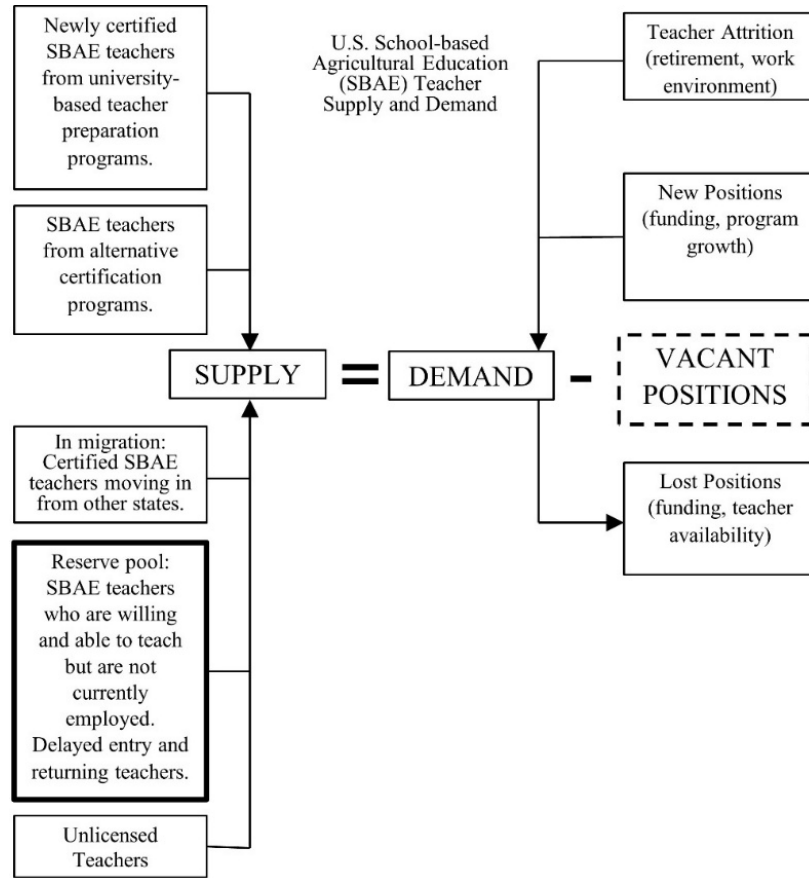 Newly certified
SBAE teachers
from university-
based teacher
preparation
programs.
SBAE teachers
from alternative
certification
programs.
U.S. School-based
Agricultural Education
(SBAE) Teacher
Supply and Demand
Teacher Attrition
(retirement, work
environment)
New Positions
(funding, program
growth)
SUPPLY
=
DEMAND
-
VACANT
POSITIONS
In migration:
Certified SBAE
teachers moving in
from other states.
Reserve pool:
SBAE teachers
who are willing
and able to teach
but are not
currently
employed.
Delayed entry and
returning teachers.
Unlicensed
Teachers
Lost Positions
(funding, teacher
availability)